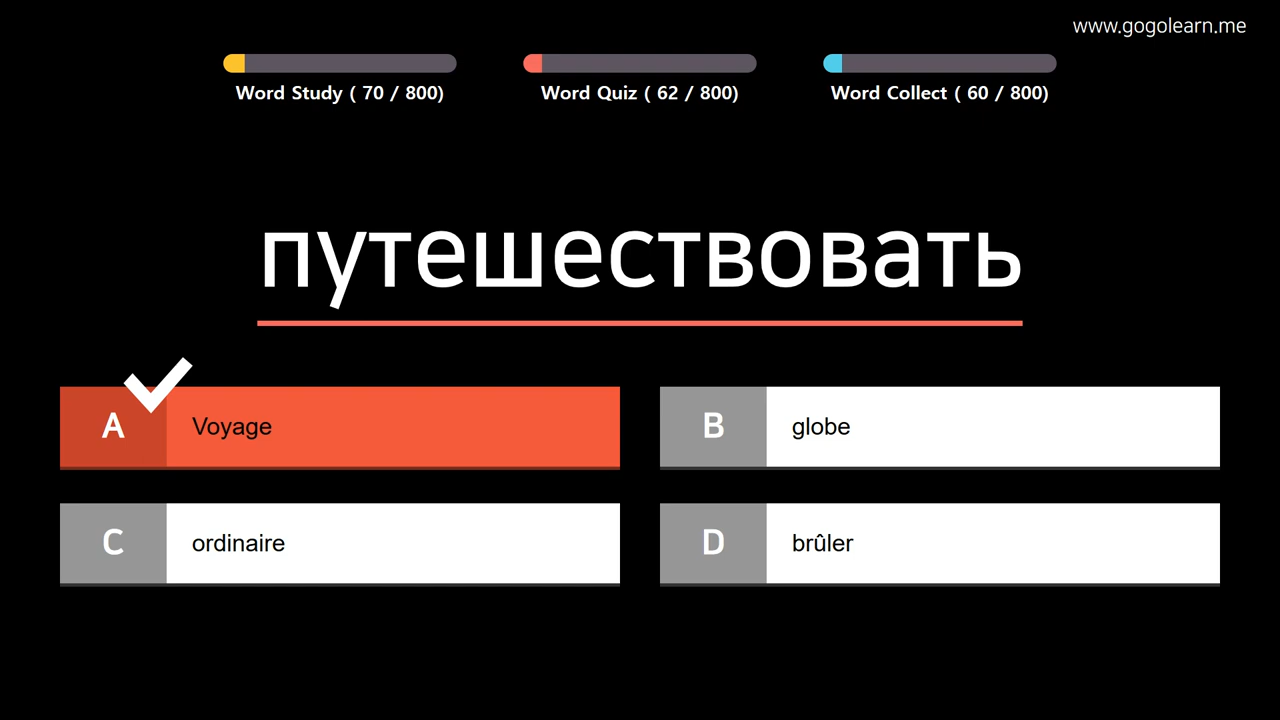 www.gogolearn.me
Word Study ( 70 / 800)
Word Quiz ( 62 / 800)
Word Collect ( 60 / 800)
путешествовать
A Voyage
B globe
C ordinaire
D brûler